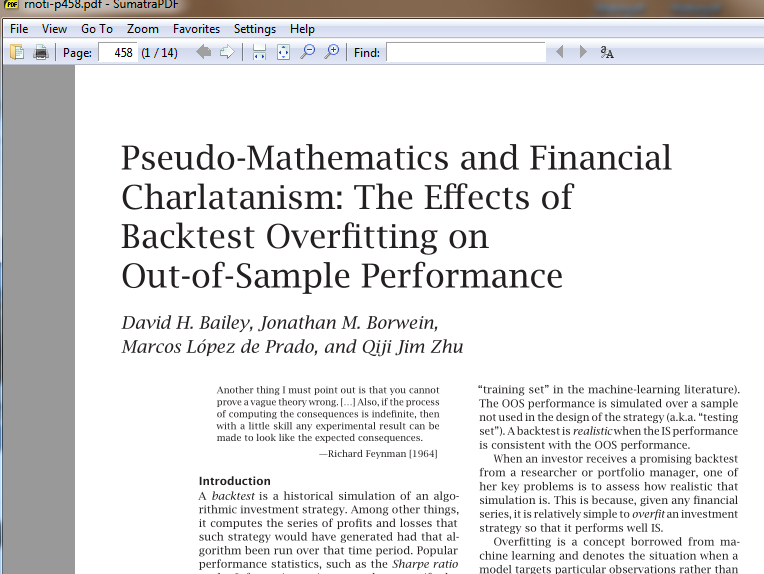 rnoti-p458.pdf - SumatraPDF
File View Go To Zoom Favorites Settings Help
Page: 458 (1 / 14) Find:
Pseudo-Mathematics and Financial
Charlatanism: The Effects of
Backtest Overfitting on
Out-of-Sample Performance
David H. Bailey, Jonathan M. Borwein,
Marcos López de Prado, and Qiji Jim Zhu
Another thing I must point out is that you cannot
prove a vague theory wrong. […] Also, if the process
of computing the consequences is indefinite, then
with a little skill any experimental result can be
made to look like the expected consequences.
—Richard Feynman [1964]
Introduction
A backtest is a historical simulation of an algo-
rithmic investment strategy. Among other things,
it computes the series of profits and losses that
such strategy would have generated had that al-
gorithm been run over that time period. Popular
performance statistics, such as the Sharpe ratio
“training set” in the machine-learning literature).
The OOS performance is simulated over a sample
not used in the design of the strategy (a.k.a. “testing
set”). A backtest is realistic when the IS performance
is consistent with the OOS performance.
When an investor receives a promising backtest
from a researcher or portfolio manager, one of
her key problems is to assess how realistic that
simulation is. This is because, given any financial
series, it is relatively simple to overfit an investment
strategy so that it performs well IS.
Overfitting is a concept borrowed from ma-
chine learning and denotes the situation when a
model targets particular observations rather than